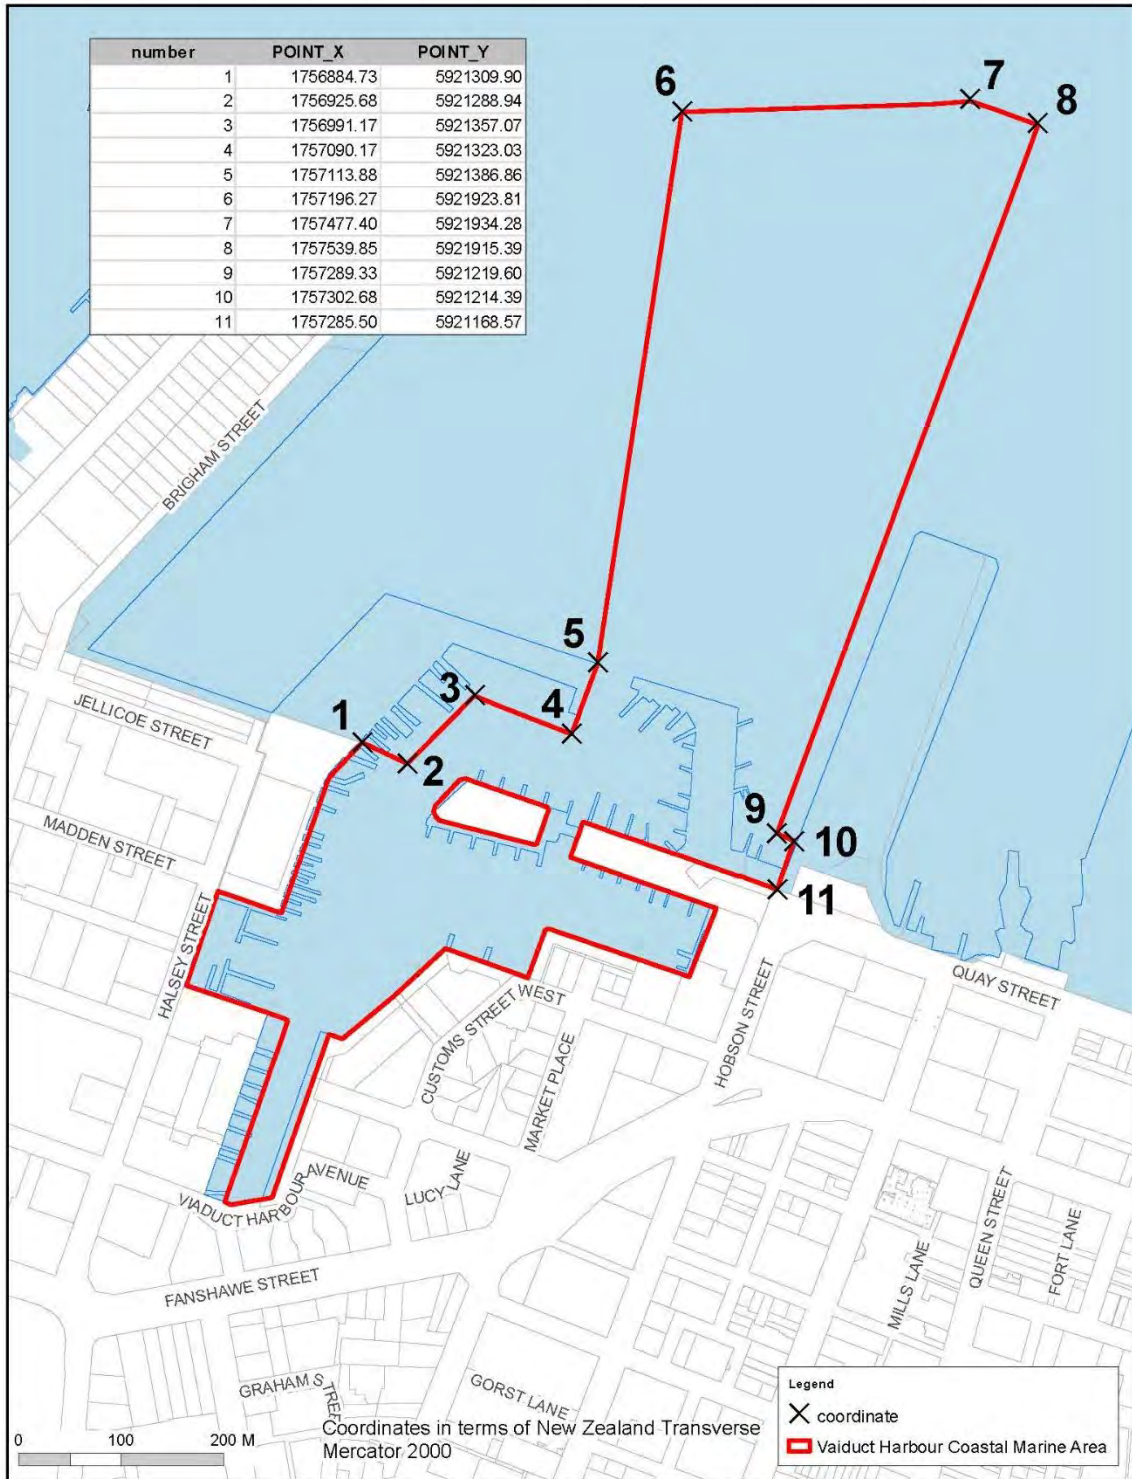 number POINT_X POINT_Y
1 1756884.73 5921309.90
2 1756925.68 5921288.94
3 1756991.17 5921357.07
4 1757090.17 5921323.03
5 1757113.88 5921386.86
6 1757196.27 5921923.81
7 1757477.40 5921934.28
8 1757539.85 5921915.39
9 1757289.33 5921219.60
10 1757302.68 5921214.39
11 1757285.50 5921168.57
6
7
8
BRIGHAM STREET
5
3
4
1
2
JELLICOE STREET
9
10
MADDEN STREET
11
HALSEY STREET
QUAY STREET
WEST
CUSTOMS STREET
HOBSON STREET
MARKET PLACE
VIADUCT HARBOUR AVENUE
LUCY LANE
QUEEN STREET
FORT LANE
MILLS LANE
FANSHAWE STREET
GRAHAM STREET
GORST LANE
Coordinates in terms of New Zealand Transverse
Mercator 2000
0 100 200 M
Legend
coordinate
Vaiduct Harbour Coastal Marine Area